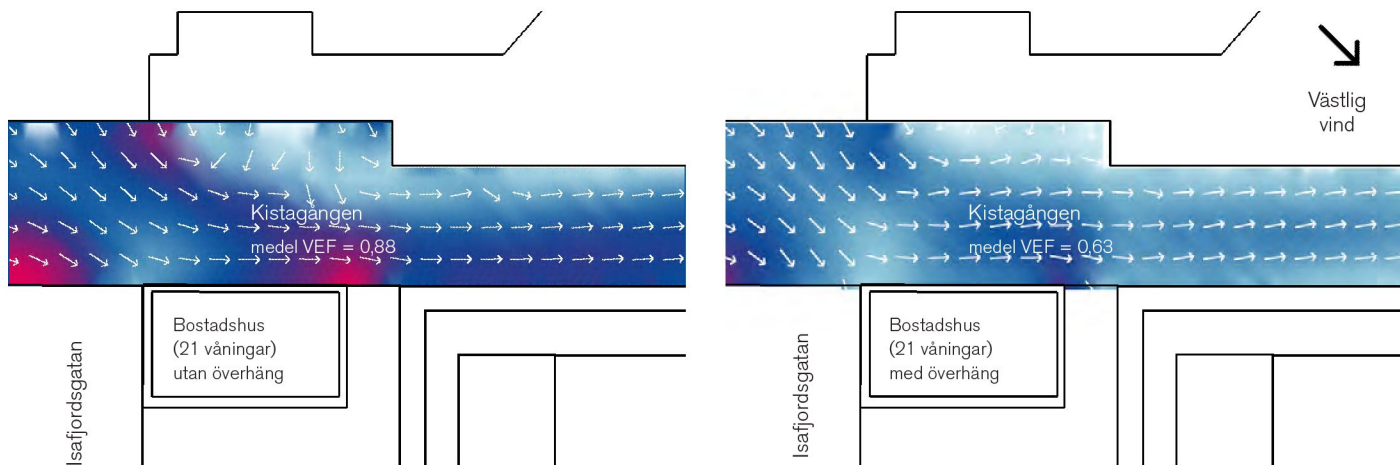 Kistagången
medel VEF = 0,88
Bostadshus
(21 våningar)
utan överhäng
Isafjordsgatan
Kistagången
medel VEF = 0,63
Bostadshus
(21 våningar)
med överhäng
Isafjordsgatan
Västlig
vind